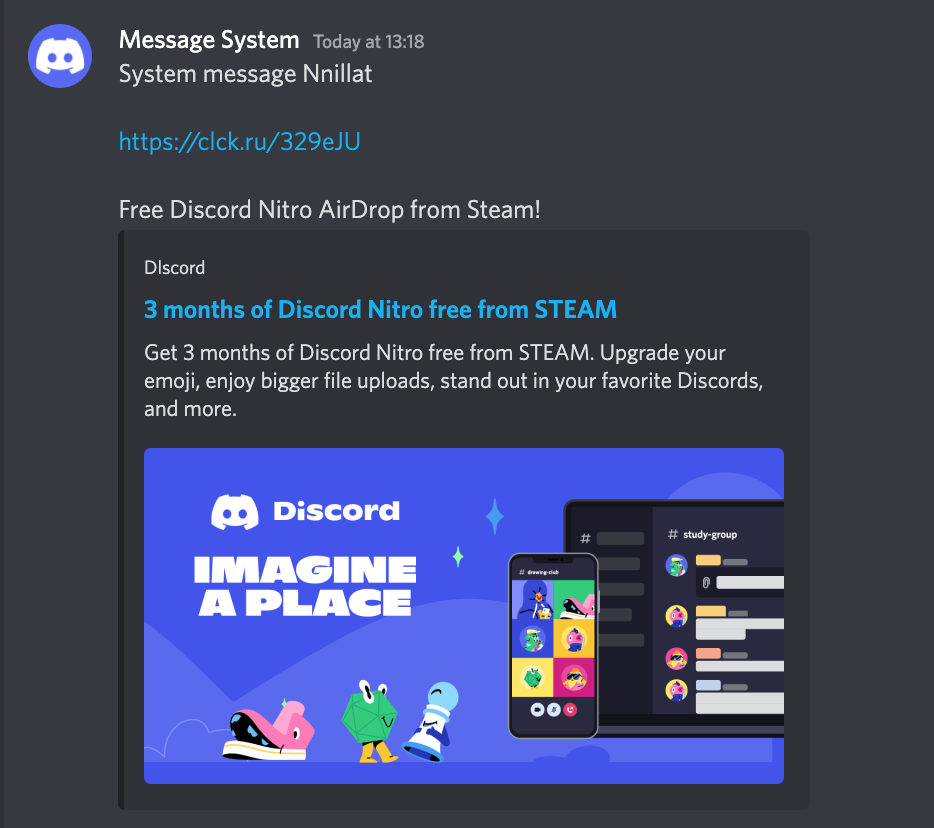 Message System Today at 13:18
System message Nnillat
https://clck.ru/329eJU
Free Discord Nitro AirDrop from Steam!
DIscord
3 months of Discord Nitro free from STEAM
Get 3 months of Discord Nitro free from STEAM. Upgrade your
emoji, enjoy bigger file uploads, stand out in your favorite Discords,
and more.
Discord
IMAGINE
A PLACE
# drawing-club
#
# study-group